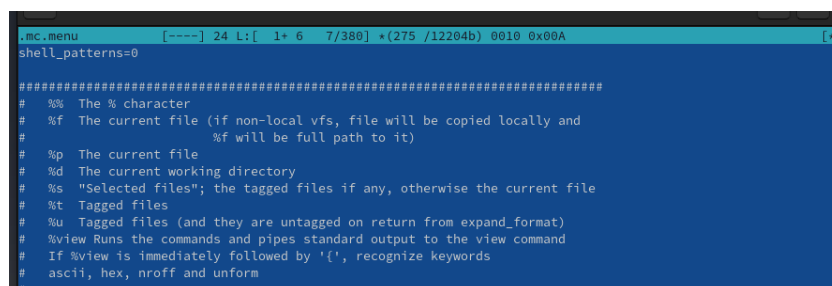 .mc.menu [----] 24 L:[ 1+ 6 7/380] *(275 /12204b) 0010 0x00A [*
shell_patterns=0
################################################################################
# %% The % character
# %f The current file (if non-local vfs, file will be copied locally and
# %f will be full path to it)
# %p The current file
# %d The current working directory
# %s "Selected files"; the tagged files if any, otherwise the current file
# %t Tagged files
# %u Tagged files (and they are untagged on return from expand_format)
# %view Runs the commands and pipes standard output to the view command
# If %view is immediately followed by '{', recognize keywords
# ascii, hex, nroff and unform